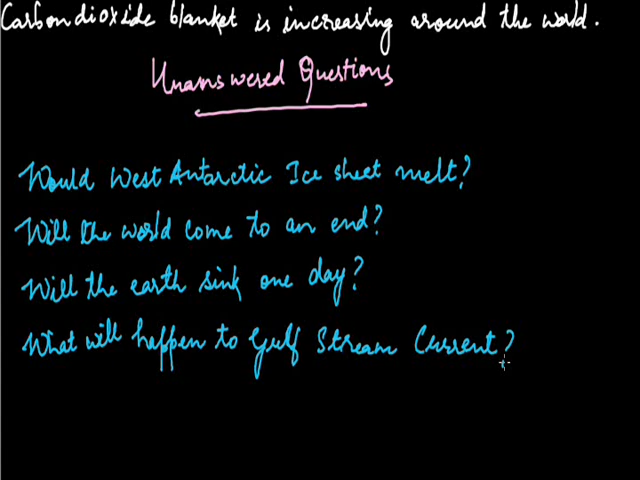 Carbondioxide blanket is increasing around the world.
Unanswered Questions
Would West Antarctic Ice sheet melt?
Will the world come to an end?
Will the earth sink one day?
What will happen to Gulf Stream Current?